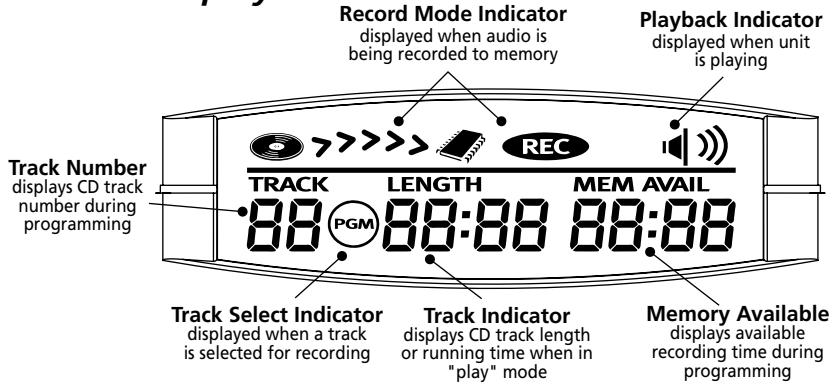 Record Mode Indicator
displayed when audio is
being recorded to memory
Playback Indicator
displayed when unit
is playing
REC
Track Number
displays CD track
number during
programming
TRACK LENGTH MEM AVAIL
88 PGM 88:88 88:88
Track Select Indicator
displayed when a track
is selected for recording
Track Indicator
displays CD track length
or running time when in
"play" mode
Memory Available
displays available
recording time during
programming